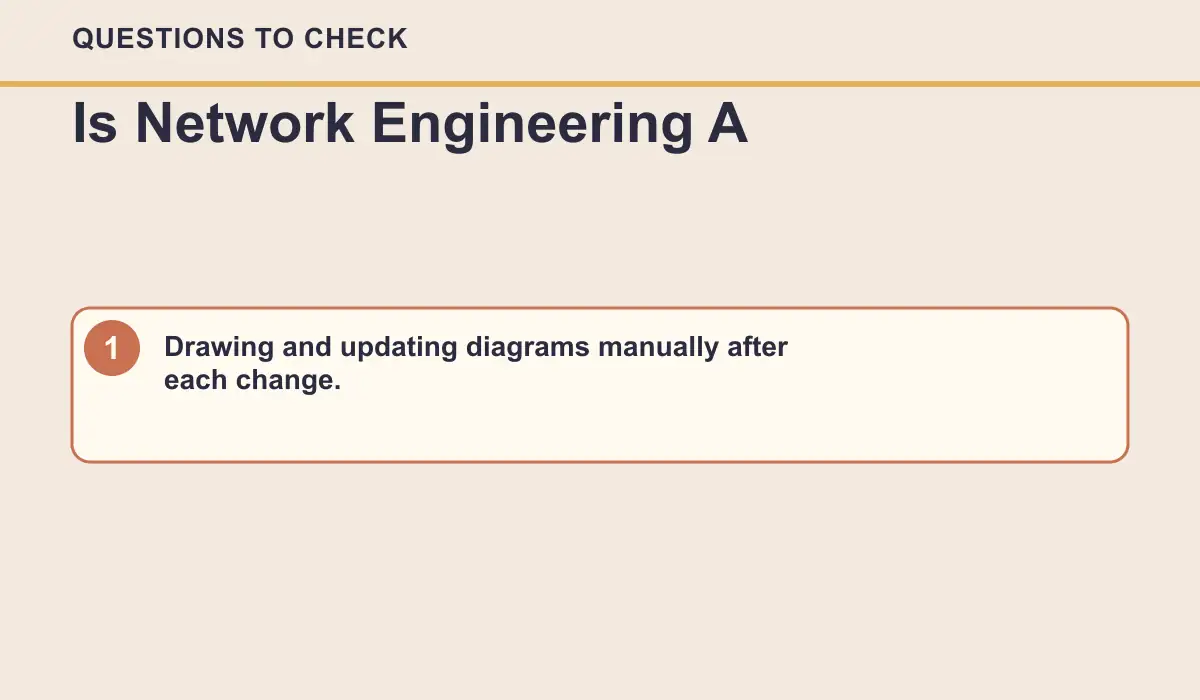 QUESTIONS TO CHECK
Is Network Engineering A
1
Drawing and updating diagrams manually after
each change.